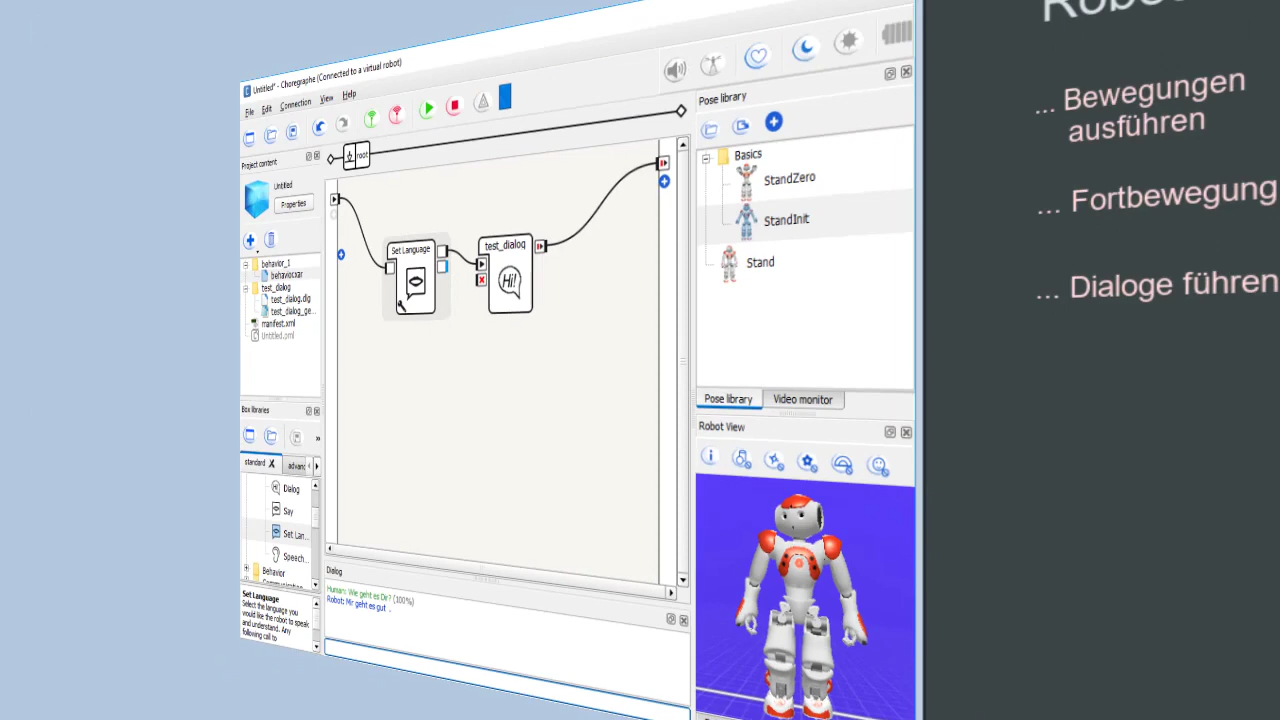 Untitled* - Choregraphe (Connected to a virtual robot)
File Edit Connection View Help
Project content
root
Untitled
Properties
behavior_1
behavior.xar
test_dialog
test_dialog.dlg
test_dialog_ge...
manifest.xml
Untitled.pml
Set Language
test_dialog
Hi!
Box libraries
standard
advanc
Dialog
Say
Set Lan...
Speech...
Behavior
Set Language
Select the language you
would like the robot to speak
and understand. Any
following call to
Dialog
Human: Wie geht es Dir? (100%)
Robot: Mir geht es gut .
Pose library
Basics
StandZero
StandInit
Stand
Pose library
Video monitor
Robot View
... Bewegungen
ausführen
... Fortbewegung
... Dialoge führen